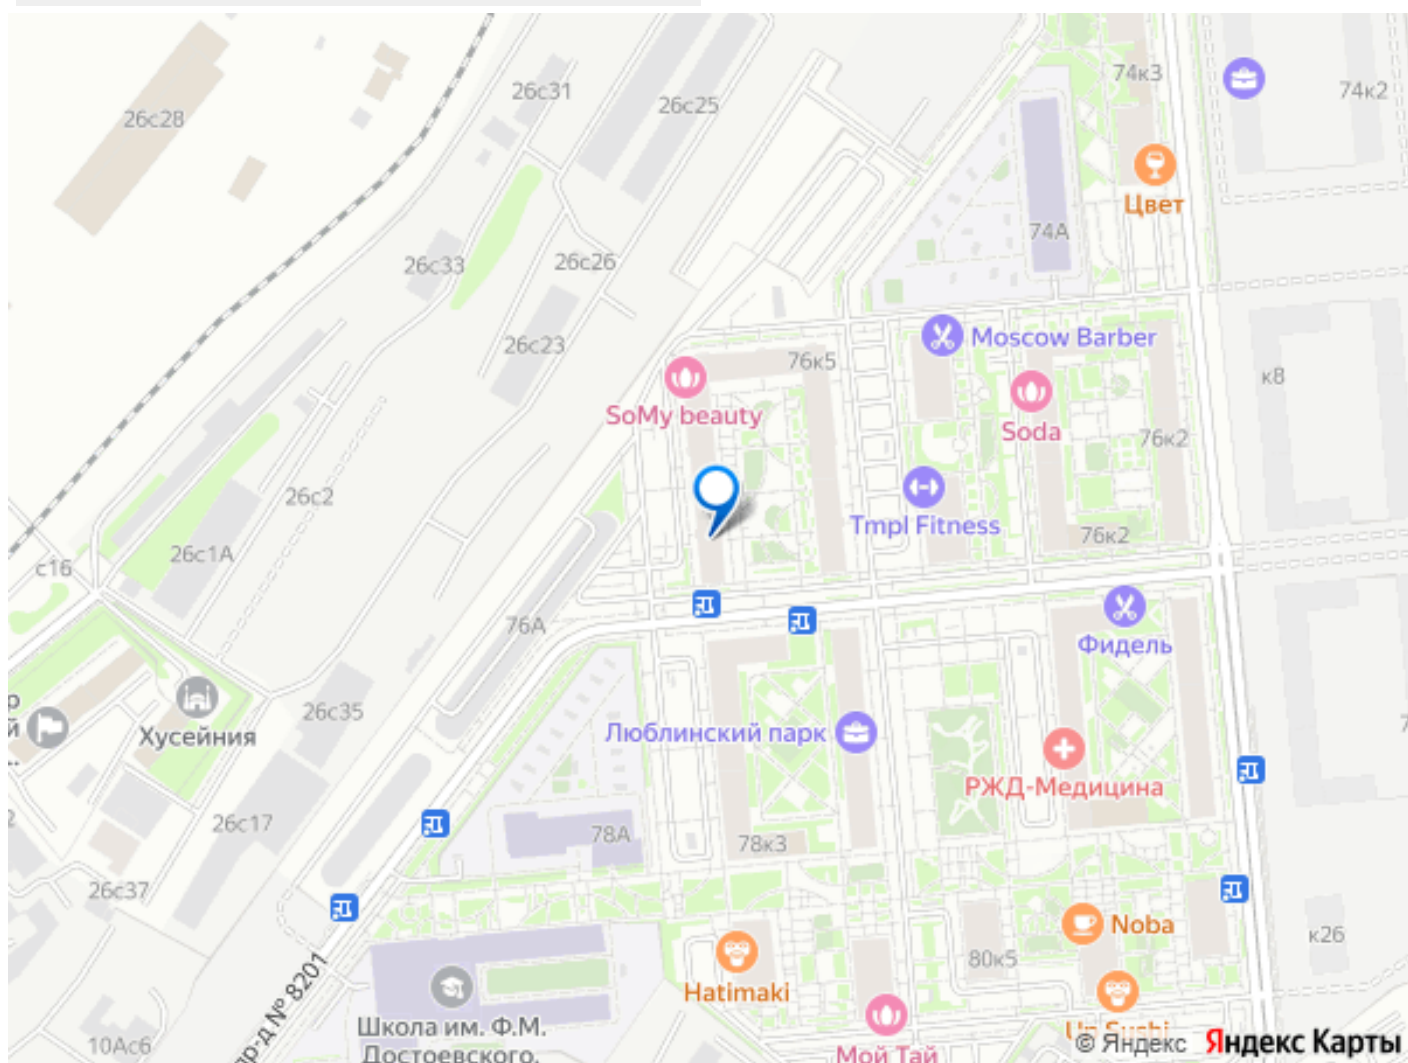 74к3
74к2
26с31
26с25
26с28
Цвет
74А
26с33
26с26
26с23
Moscow Barber
76к5
к8
SoMy beauty
Soda
76к2
26с2
Tmpl Fitness
76к2
26с1А
с16
76А
Фидель
26с35
Хусейния
Люблинский парк
РЖД-Медицина
26с17
78А
78к3
26с37
Noba
к26
80к5
пр-д № 8201
Hatimaki
Школа им. Ф.М.
Достоевского,
10Ас6
Up Sushi
Мой Тай
© Яндекс Яндекс Карты